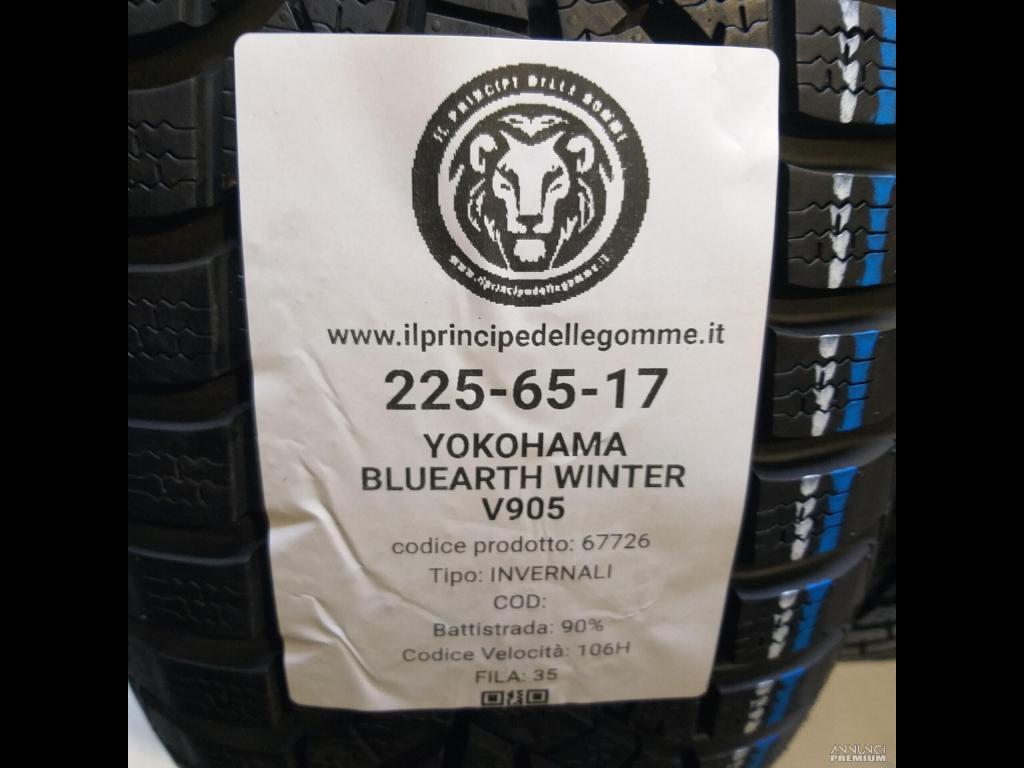 IL PRINCIPE DELLE GOMME
www.ilprincipedellegomme.it
www.ilprincipedellegomme.it
225-65-17
YOKOHAMA
BLUEARTH WINTER
V905
codice prodotto: 67726
Tipo: INVERNALI
COD:
Battistrada: 90%
Codice Velocità: 106H
FILA: 35
ANNUNCI
PREMIUM